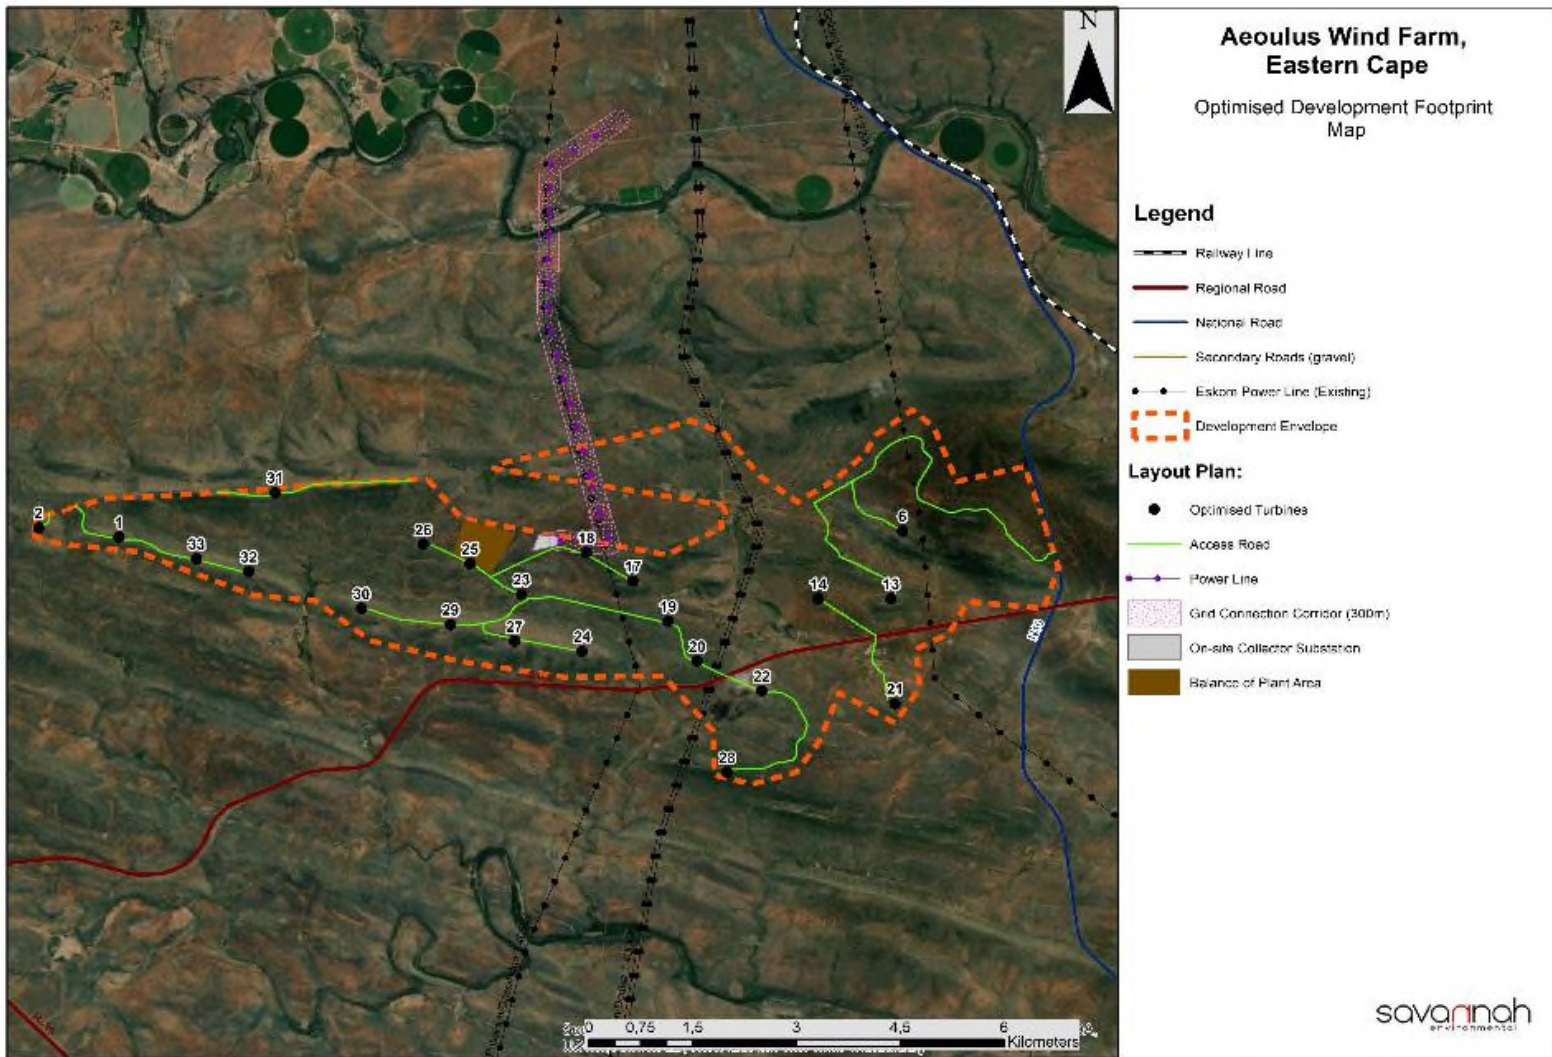 Aeoulus Wind Farm,
Eastern Cape
Optimised Development Footprint
Map
Legend
Railway Line
Regional Road
National Road
Secondary Roads (gravel)
Eskom Power Line (Existing)
Development Envelope
Layout Plan:
Optimised Turbines
Access Road
Power Line
Grid Connection Corridor (300m)
On-site Collector Substation
Balance of Plant Area
savannah
environmental
N
31
2
1
33
32
26
25
18
17
23
30
29
27
24
19
20
22
28
6
14
13
21
0 0,75 1,5 3 4,5 6
Kilometers